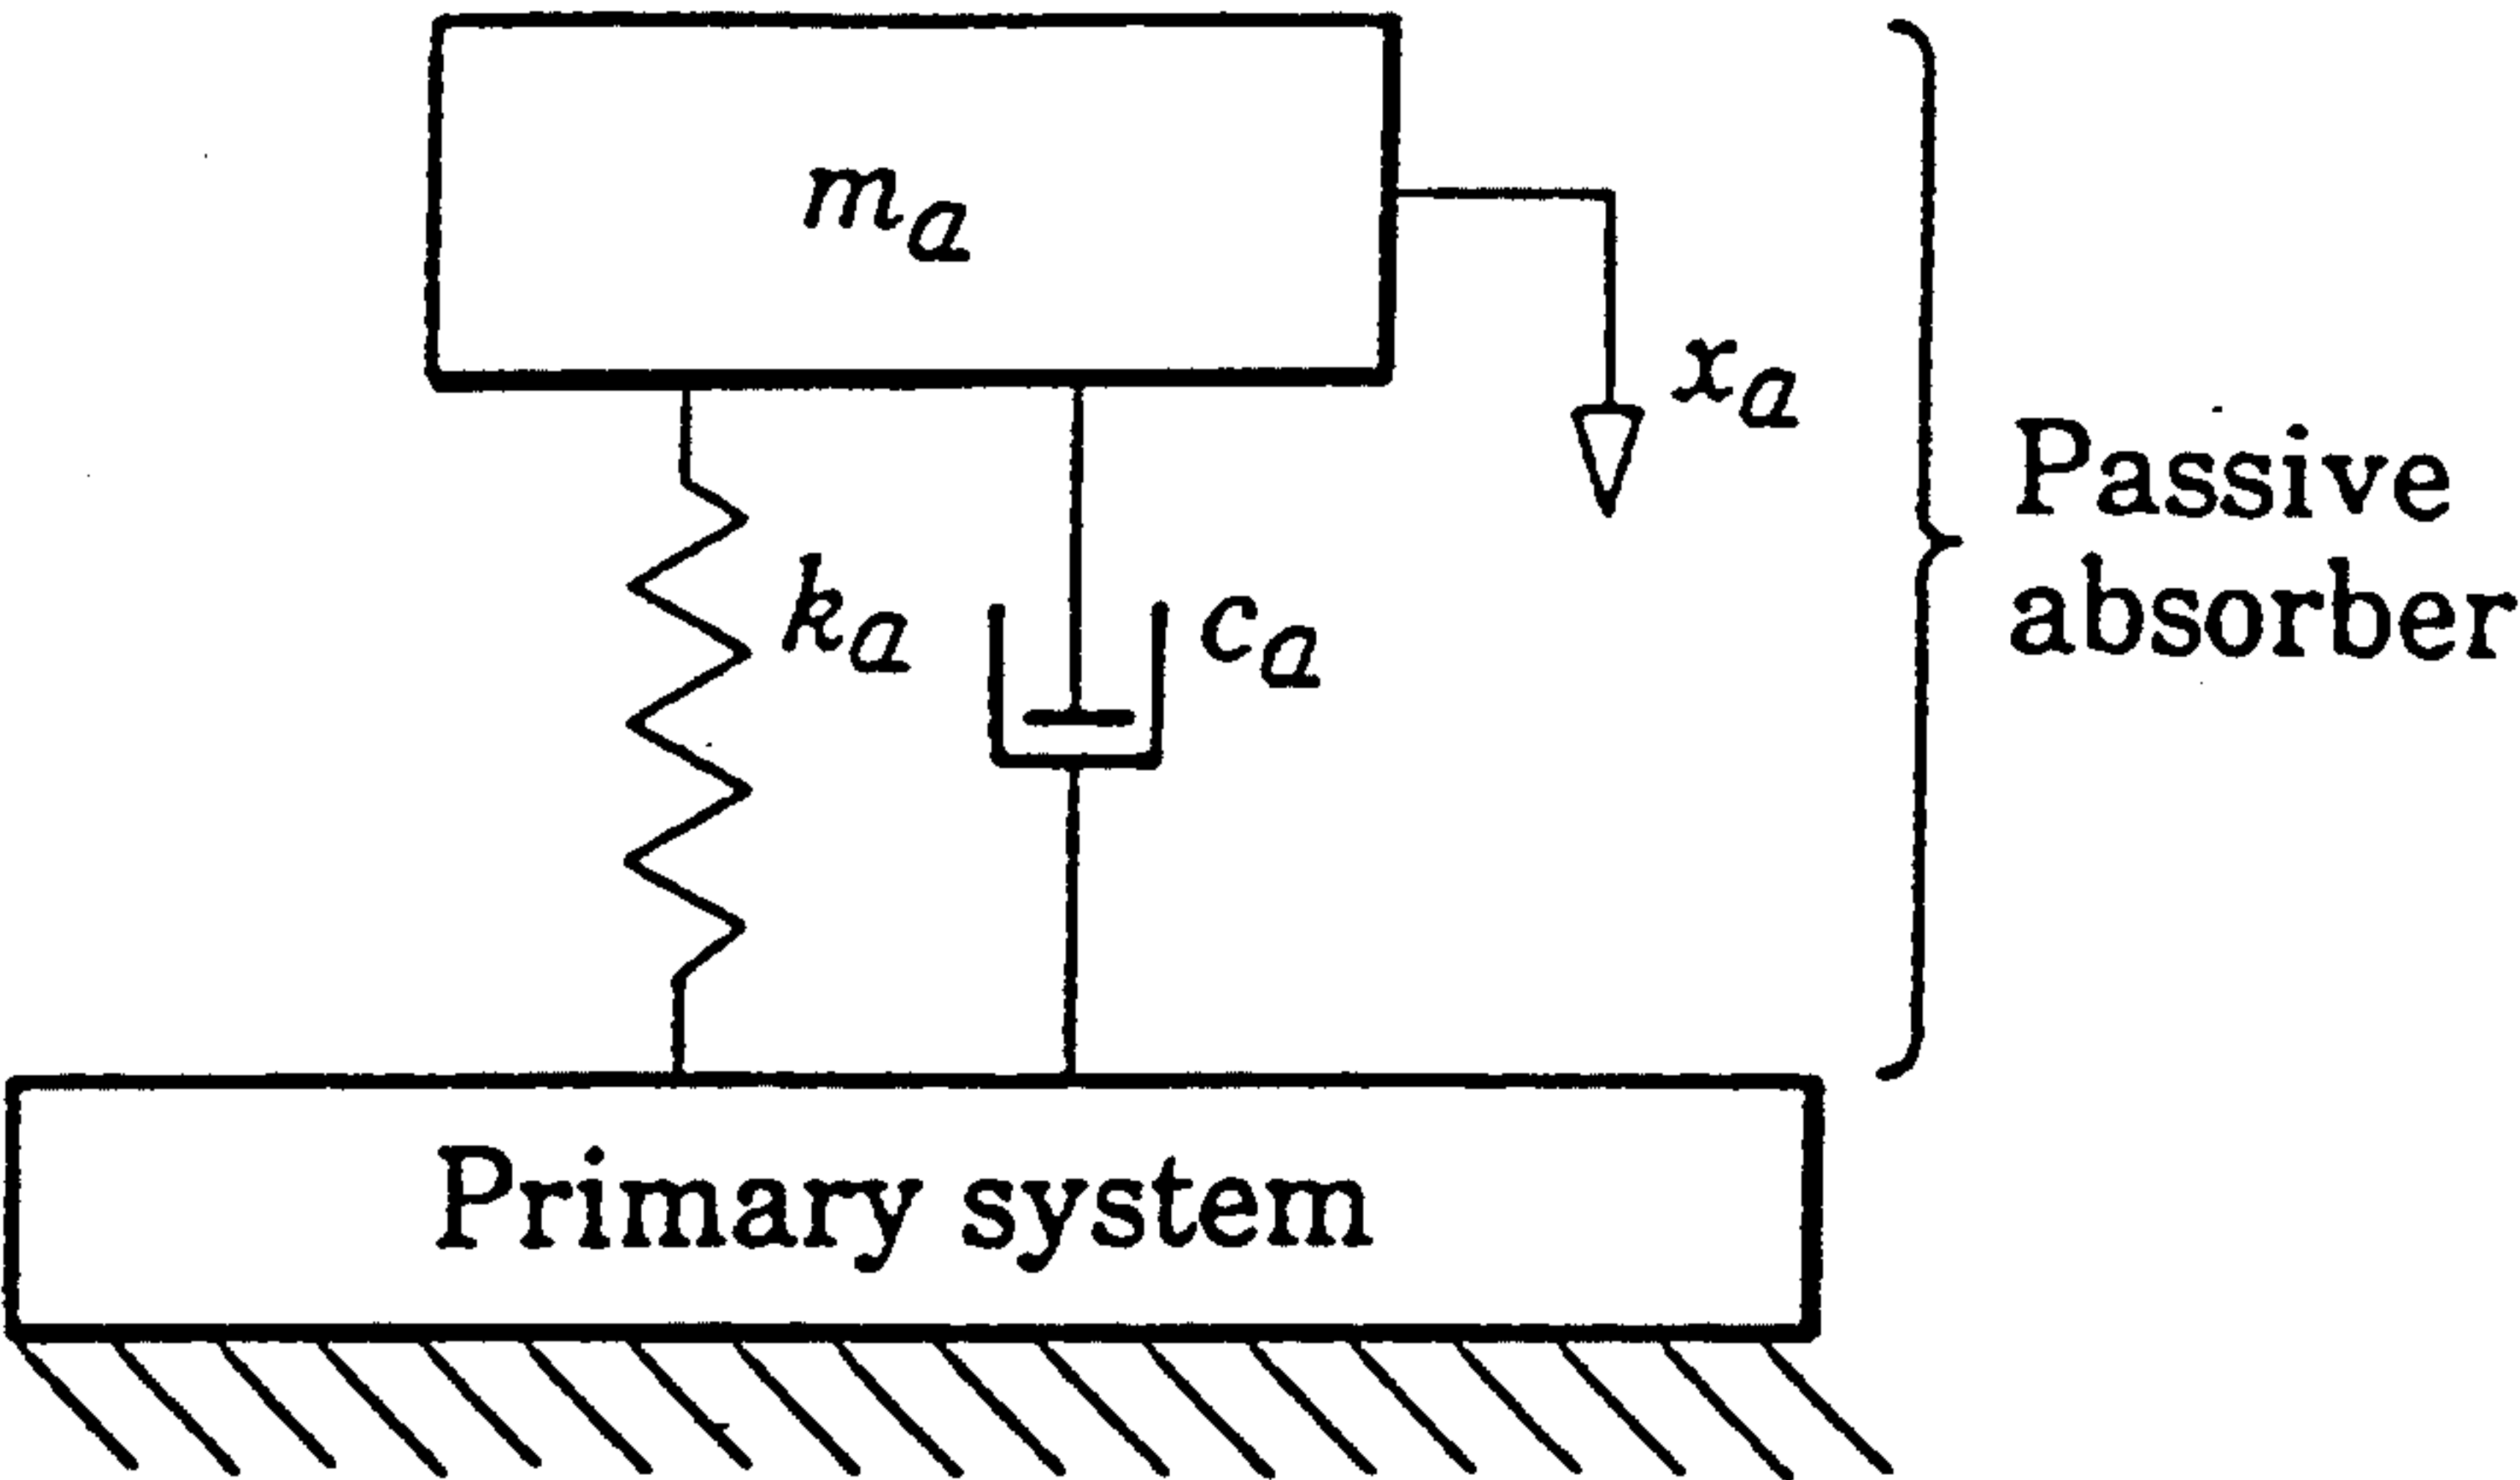 m_a
x_a
k_a
c_a
Passive
absorber
Primary system